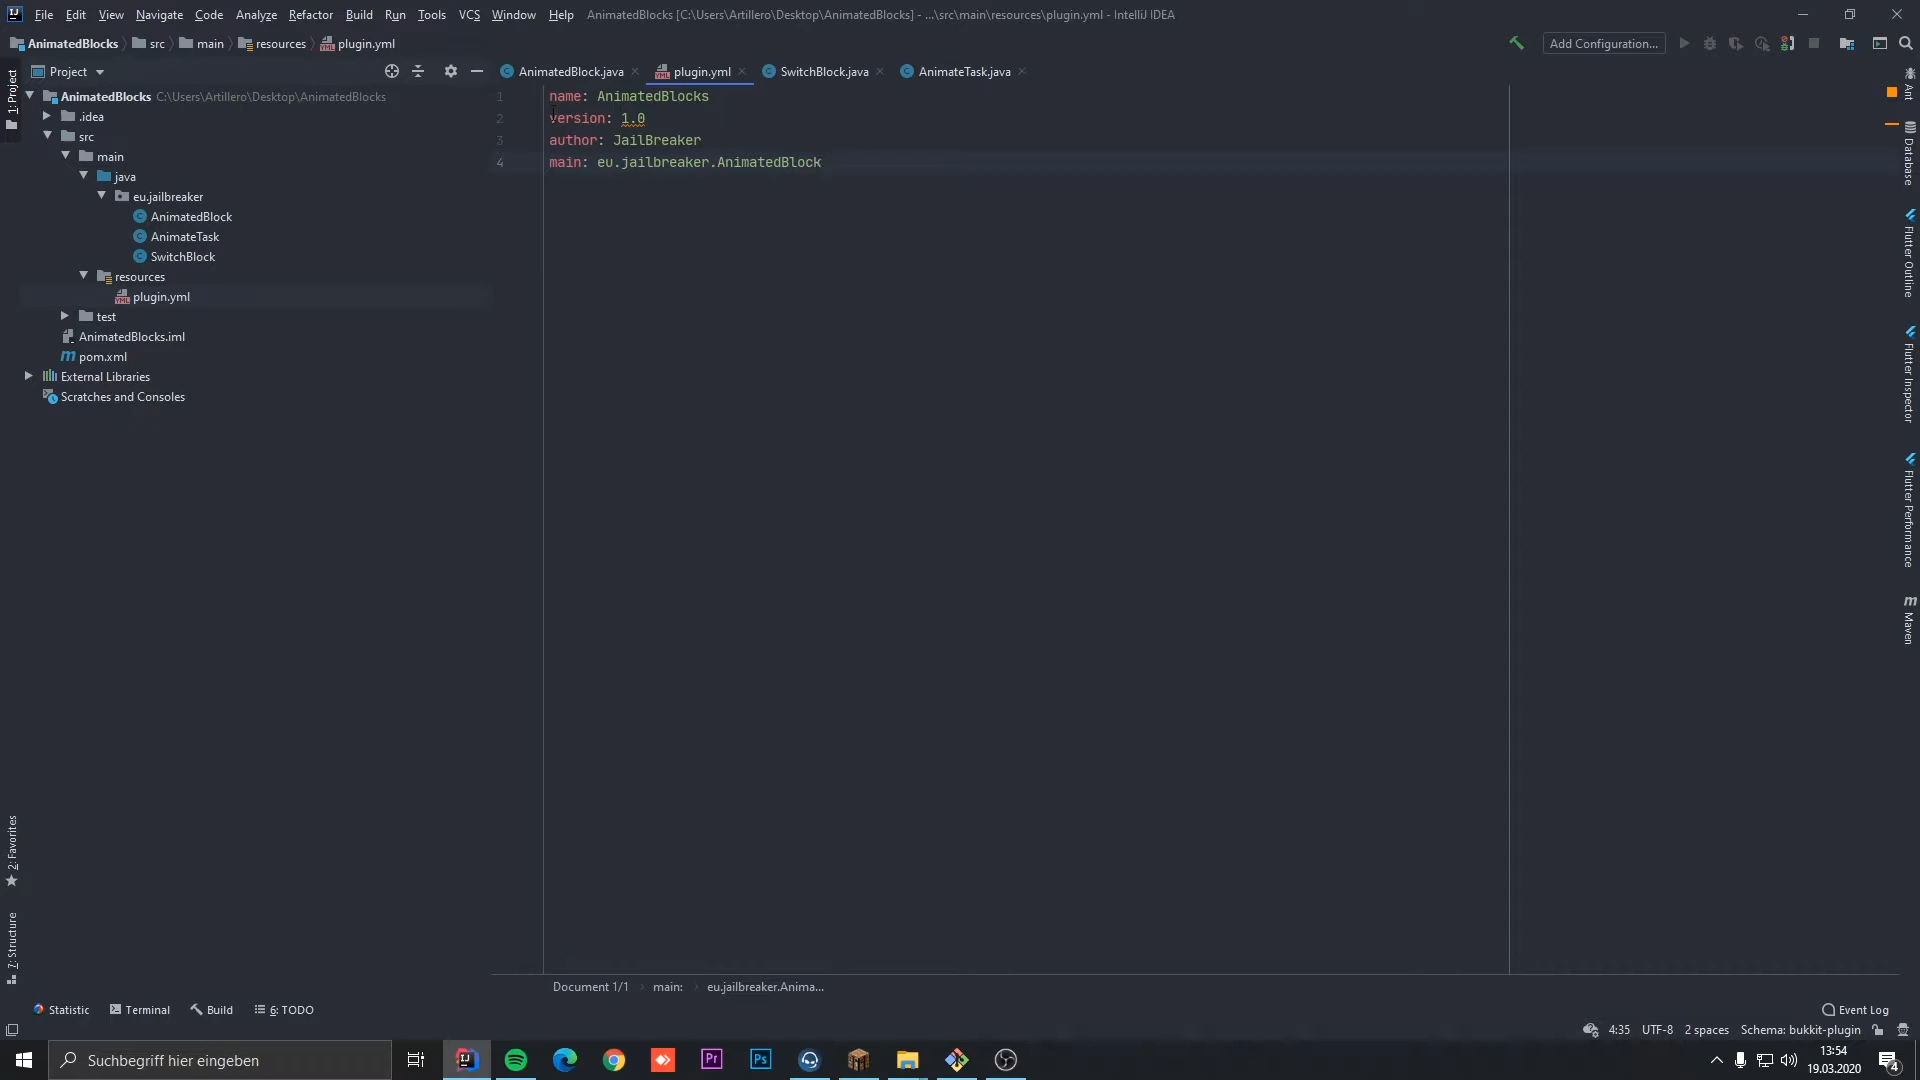 File Edit View Navigate Code Analyze Refactor Build Run Tools VCS Window Help AnimatedBlocks [C:\Users\Artillero\Desktop\AnimatedBlocks] - ...\src\main\resources\plugin.yml - IntelliJ IDEA
AnimatedBlocks src main resources plugin.yml
Add Configuration...
Project
AnimatedBlock.java plugin.yml SwitchBlock.java AnimateTask.java
AnimatedBlocks C:\Users\Artillero\Desktop\AnimatedBlocks
.idea
src
main
java
eu.jailbreaker
AnimatedBlock
AnimateTask
SwitchBlock
resources
plugin.yml
test
AnimatedBlocks.iml
pom.xml
External Libraries
Scratches and Consoles
1 name: AnimatedBlocks
2 version: 1.0
3 author: JailBreaker
4 main: eu.jailbreaker.AnimatedBlock
1: Project
2: Favorites
7: Structure
Ant
Database
Flutter Outline
Flutter Inspector
Flutter Performance
Maven
Document 1/1 main: eu.jailbreaker.Anima...
Statistic Terminal Build 6: TODO
Event Log
4:35 UTF-8 2 spaces Schema: bukkit-plugin
Suchbegriff hier eingeben
Pr
Ps
13:54
19.03.2020
4